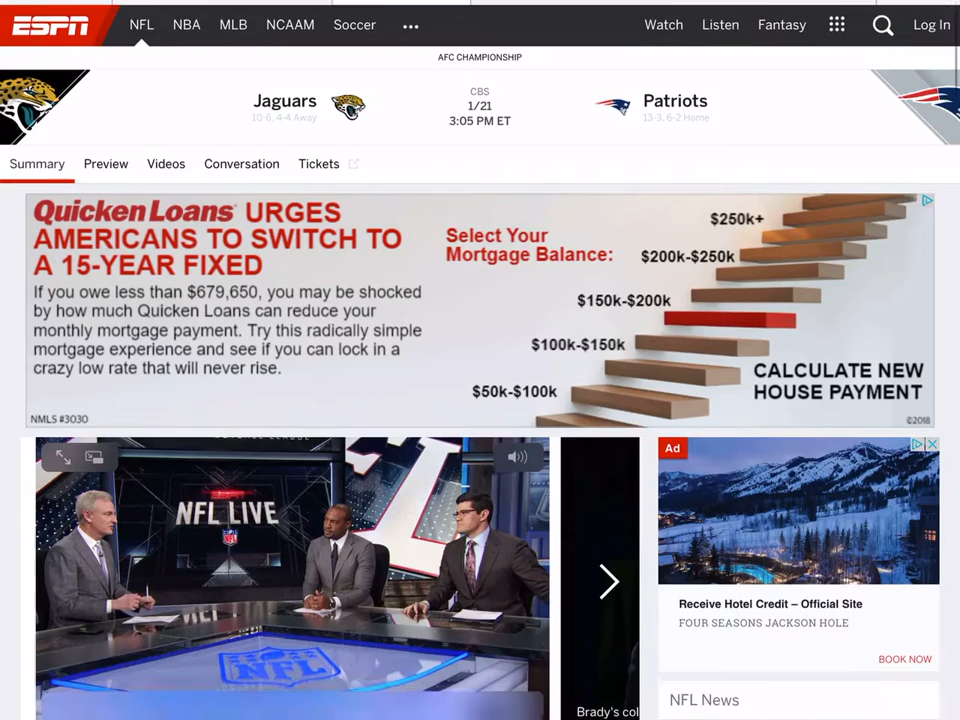 ESPN NFL NBA MLB NCAAM Soccer ••• Watch Listen Fantasy Log In
AFC CHAMPIONSHIP
Jaguars
10-6, 4-4 Away
CBS
1/21
3:05 PM ET
Patriots
13-3, 6-2 Home
Summary Preview Videos Conversation Tickets
Quicken Loans URGES
AMERICANS TO SWITCH TO
A 15-YEAR FIXED
If you owe less than $679,650, you may be shocked
by how much Quicken Loans can reduce your
monthly mortgage payment. Try this radically simple
mortgage experience and see if you can lock in a
crazy low rate that will never rise.
NMLS #3030
Select Your
Mortgage Balance:
$250k+
$200k-$250k
$150k-$200k
$100k-$150k
$50k-$100k
CALCULATE NEW
HOUSE PAYMENT
©2018
NFL LIVE
NFL
NFL
Brady's col
Ad
Receive Hotel Credit – Official Site
FOUR SEASONS JACKSON HOLE
BOOK NOW
NFL News